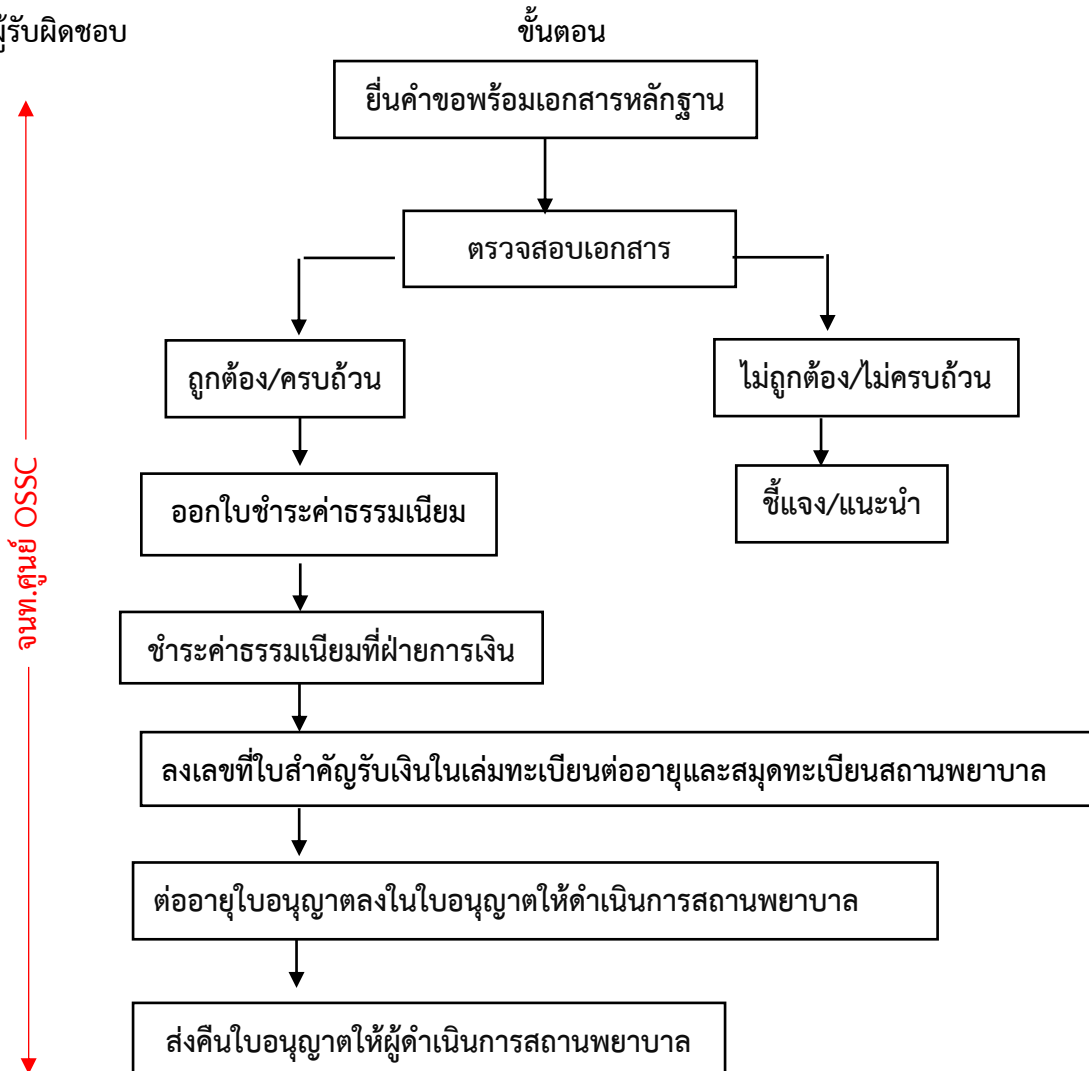 ผู้รับผิดชอบ
ขั้นตอน
ยื่นคำขอพร้อมเอกสารหลักฐาน
ตรวจสอบเอกสาร
ถูกต้อง/ครบถ้วน
ไม่ถูกต้อง/ไม่ครบถ้วน
ออกใบชำระค่าธรรมเนียม
ชี้แจง/แนะนำ
จนท.ศูนย์ OSSC
ชำระค่าธรรมเนียมที่ฝ่ายการเงิน
ลงเลขที่ใบสำคัญรับเงินในเล่มทะเบียนต่ออายุและสมุดทะเบียนสถานพยาบาล
ต่ออายุใบอนุญาตลงในใบอนุญาตให้ดำเนินการสถานพยาบาล
ส่งคืนใบอนุญาตให้ผู้ดำเนินการสถานพยาบาล